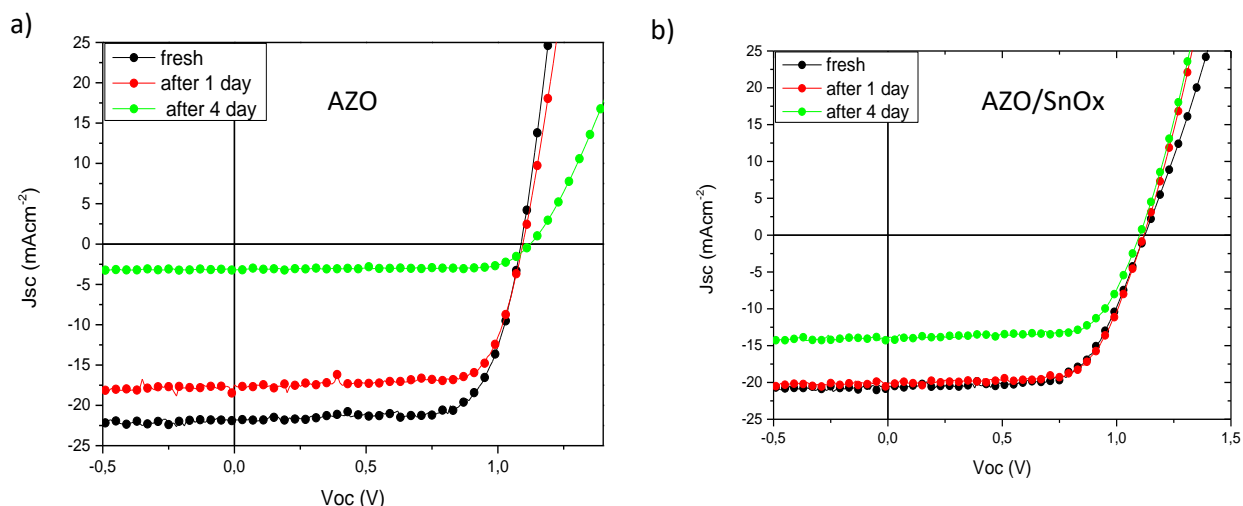 a)
25
20
15
10
5
0
-5
-10
-15
-20
-25
Jsc (mAcm-2)
fresh
after 1 day
after 4 day
AZO
-0,5
0,0
0,5
1,0
Voc (V)
b)
25
20
15
10
5
0
-5
-10
-15
-20
-25
Jsc (mAcm-2)
fresh
after 1 day
after 4 day
AZO/SnOx
-0,5
0,0
0,5
1,0
1,5
Voc (V)